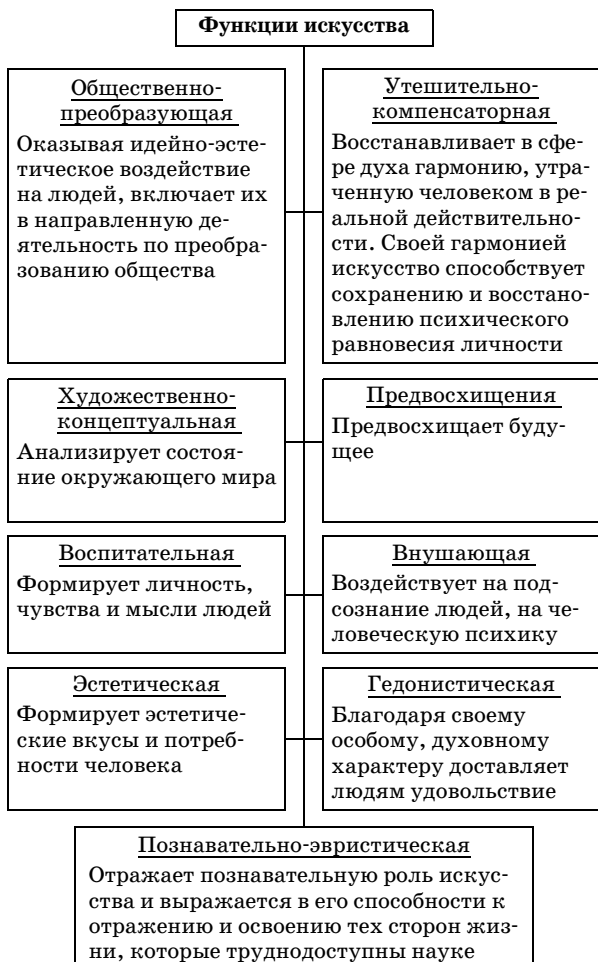 Функции искусства
Общественно-
преобразующая
Оказывая идейно-эсте-
тическое воздействие
на людей, включает их
в направленную де-
ятельность по преобра-
зованию общества
Утешительно-
компенсаторная
Восстанавливает в сфе-
ре духа гармонию, утра-
ченную человеком в ре-
альной действительно-
сти. Своей гармонией
искусство способствует
сохранению и восстано-
влению психического
равновесия личности
Художественно-
концептуальная
Анализирует состоя-
ние окружающего мира
Предвосхищения
Предвосхищает буду-
щее
Воспитательная
Формирует личность,
чувства и мысли людей
Внушающая
Воздействует на под-
сознание людей, на че-
ловеческую психику
Эстетическая
Формирует эстетиче-
ские вкусы и потреб-
ности человека
Гедонистическая
Благодаря своему
особому, духовному
характеру доставляет
людям удовольствие
Познавательно-эвристическая
Отражает познавательную роль искус-
ства и выражается в его способности к
отражению и освоению тех сторон жиз-
ни, которые труднодоступны науке